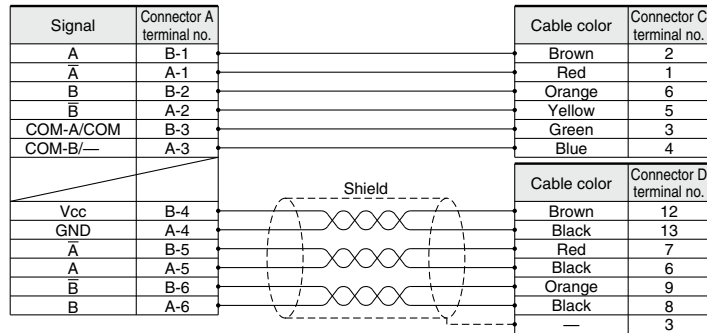 Signal Connector A terminal no. Cable color Connector C terminal no.
A B-1 Brown 2
A̅ A-1 Red 1
B B-2 Orange 6
B̅ A-2 Yellow 5
COM-A/COM B-3 Green 3
COM-B/— A-3 Blue 4
Shield Cable color Connector D terminal no.
Vcc B-4 Brown 12
GND A-4 Black 13
A̅ B-5 Red 7
A A-5 Black 6
B̅ B-6 Orange 9
B A-6 Black 8
— 3